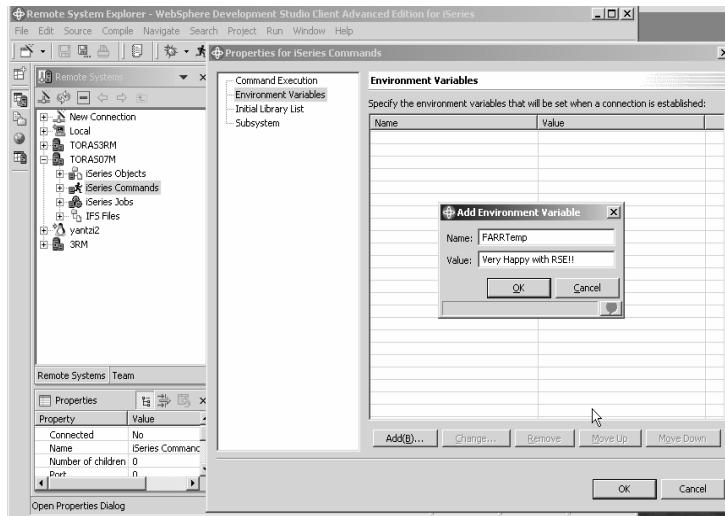 Remote System Explorer - WebSphere Development Studio Client Advanced Edition for iSeries
File Edit Source Compile Navigate Search Project Run Window Help
Remote Systems
New Connection
Local
TORAS3RM
TORAS07M
iSeries Objects
iSeries Commands
iSeries Jobs
IFS Files
yantzi2
3RM
Remote Systems Team
Properties
Property Value
Connected No
Name iSeries Commanc
Number of children 0
Port 0
Open Properties Dialog
Properties for iSeries Commands
Command Execution
Environment Variables
Initial Library List
Subsystem
Environment Variables
Specify the environment variables that will be set when a connection is established:
Name Value
Add Environment Variable
Name: FARRTemp
Value: Very Happy with RSE!!
OK Cancel
Add(B)... Change... Remove Move Up Move Down
OK Cancel